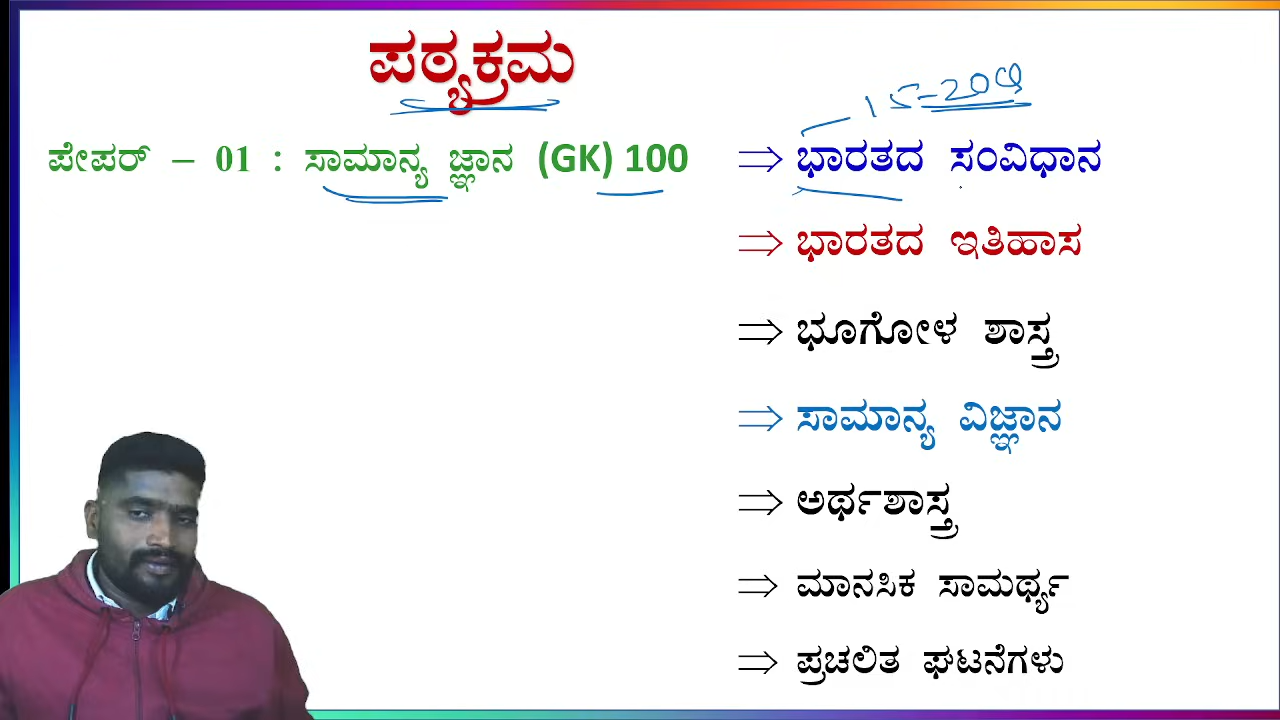 ಪಠ್ಯಕ್ರಮ
15-20
ಪೇಪರ್ – 01 : ಸಾಮಾನ್ಯ ಜ್ಞಾನ (GK) 100
⇒ ಭಾರತದ ಸಂವಿಧಾನ
⇒ ಭಾರತದ ಇತಿಹಾಸ
⇒ ಭೂಗೋಳ ಶಾಸ್ತ್ರ
⇒ ಸಾಮಾನ್ಯ ವಿಜ್ಞಾನ
⇒ ಅರ್ಥಶಾಸ್ತ್ರ
⇒ ಮಾನಸಿಕ ಸಾಮರ್ಥ್ಯ
⇒ ಪ್ರಚಲಿತ ಘಟನೆಗಳು